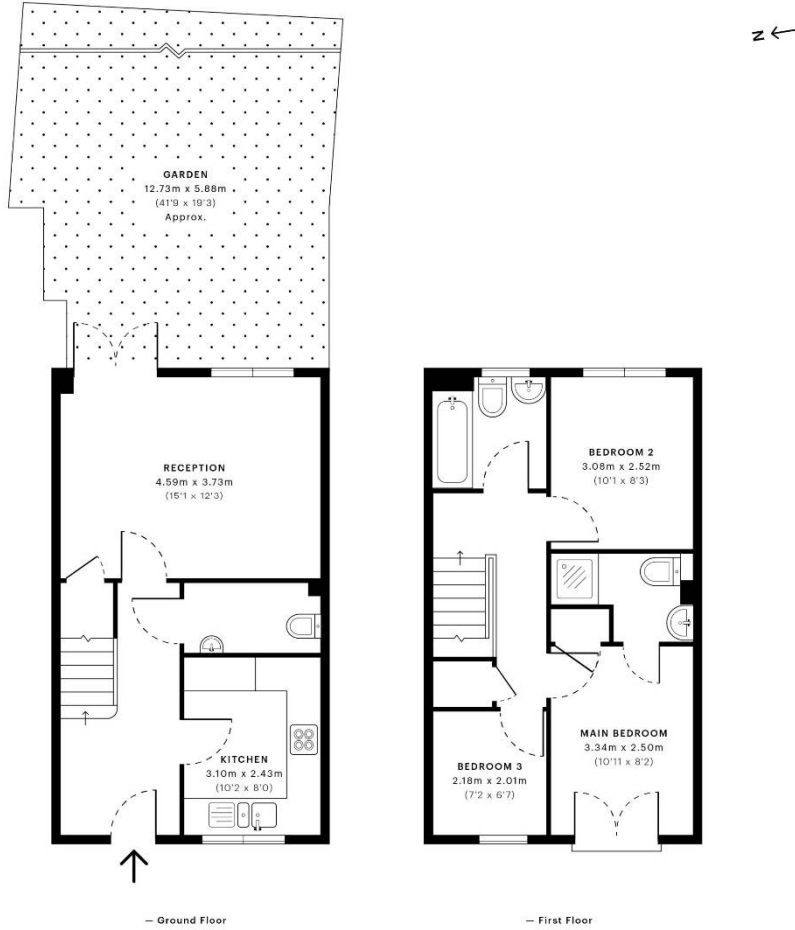 N
GARDEN
12.73m x 5.88m
(41'9 x 19'3)
Approx.
RECEPTION
4.59m x 3.73m
(15'1 x 12'3)
KITCHEN
3.10m x 2.43m
(10'2 x 8'0)
BEDROOM 2
3.08m x 2.52m
(10'1 x 8'3)
MAIN BEDROOM
3.34m x 2.50m
(10'11 x 8'2)
BEDROOM 3
2.18m x 2.01m
(7'2 x 6'7)
— Ground Floor
— First Floor